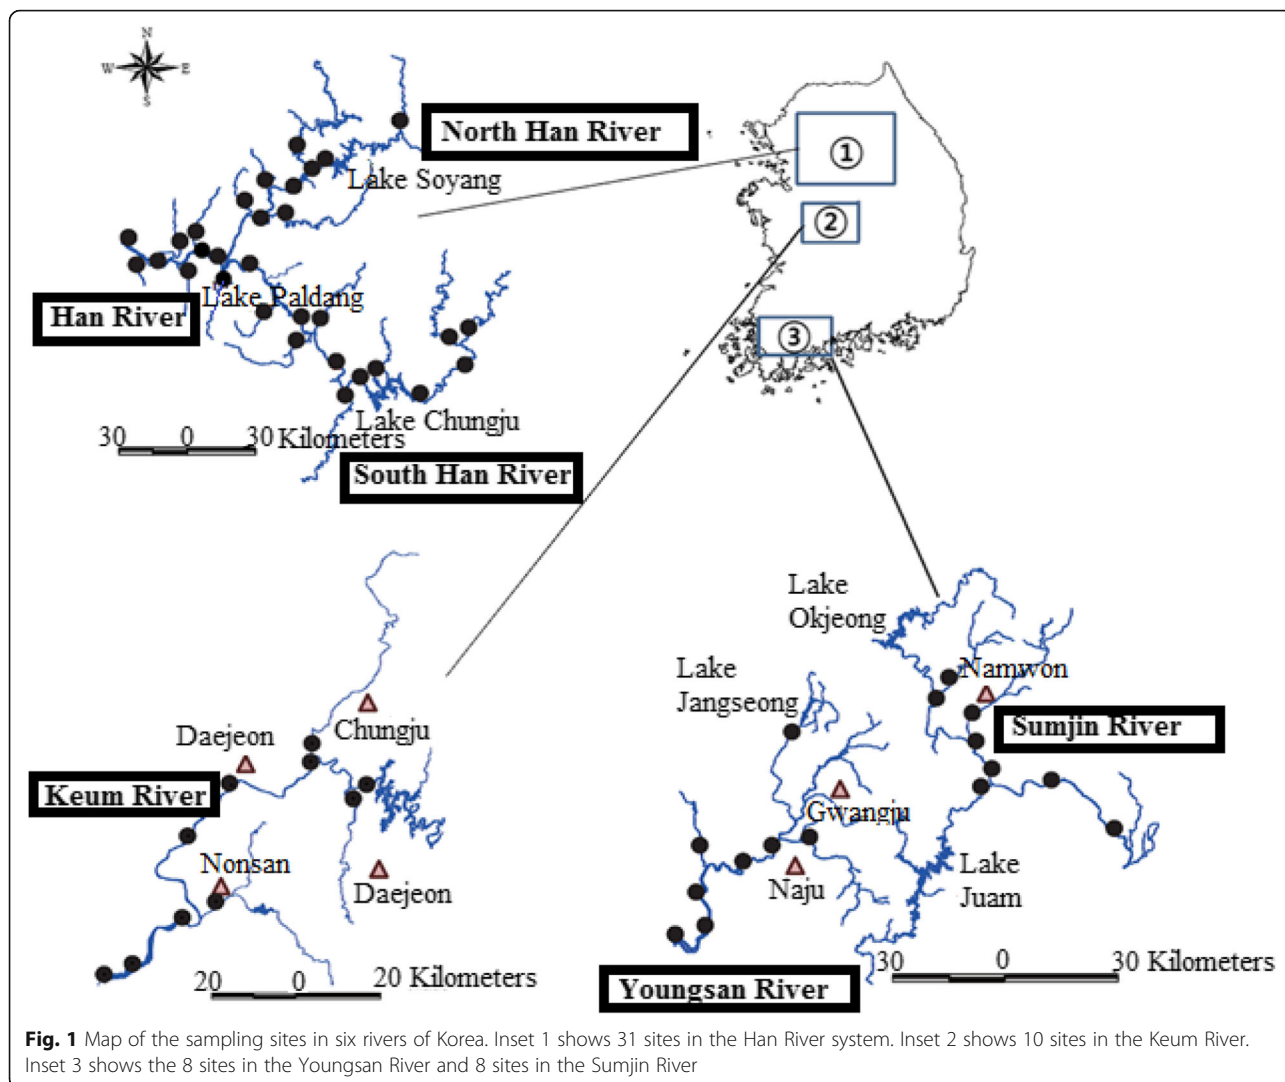 N
W E
S
North Han River
Lake Soyang
①
②
③
Han River
Lake Paldang
Lake Chungju
30 0 30 Kilometers
South Han River
Lake
Okjeong
Lake
Jangseong
Namwon
Sumjin River
Daejeon
Chungju
Keum River
Gwangju
Nonsan
Daejeon
Naju
Lake
Juam
20 0 20 Kilometers
30 0 30 Kilometers
Youngsan River
Fig. 1 Map of the sampling sites in six rivers of Korea. Inset 1 shows 31 sites in the Han River system. Inset 2 shows 10 sites in the Keum River.
Inset 3 shows the 8 sites in the Youngsan River and 8 sites in the Sumjin River